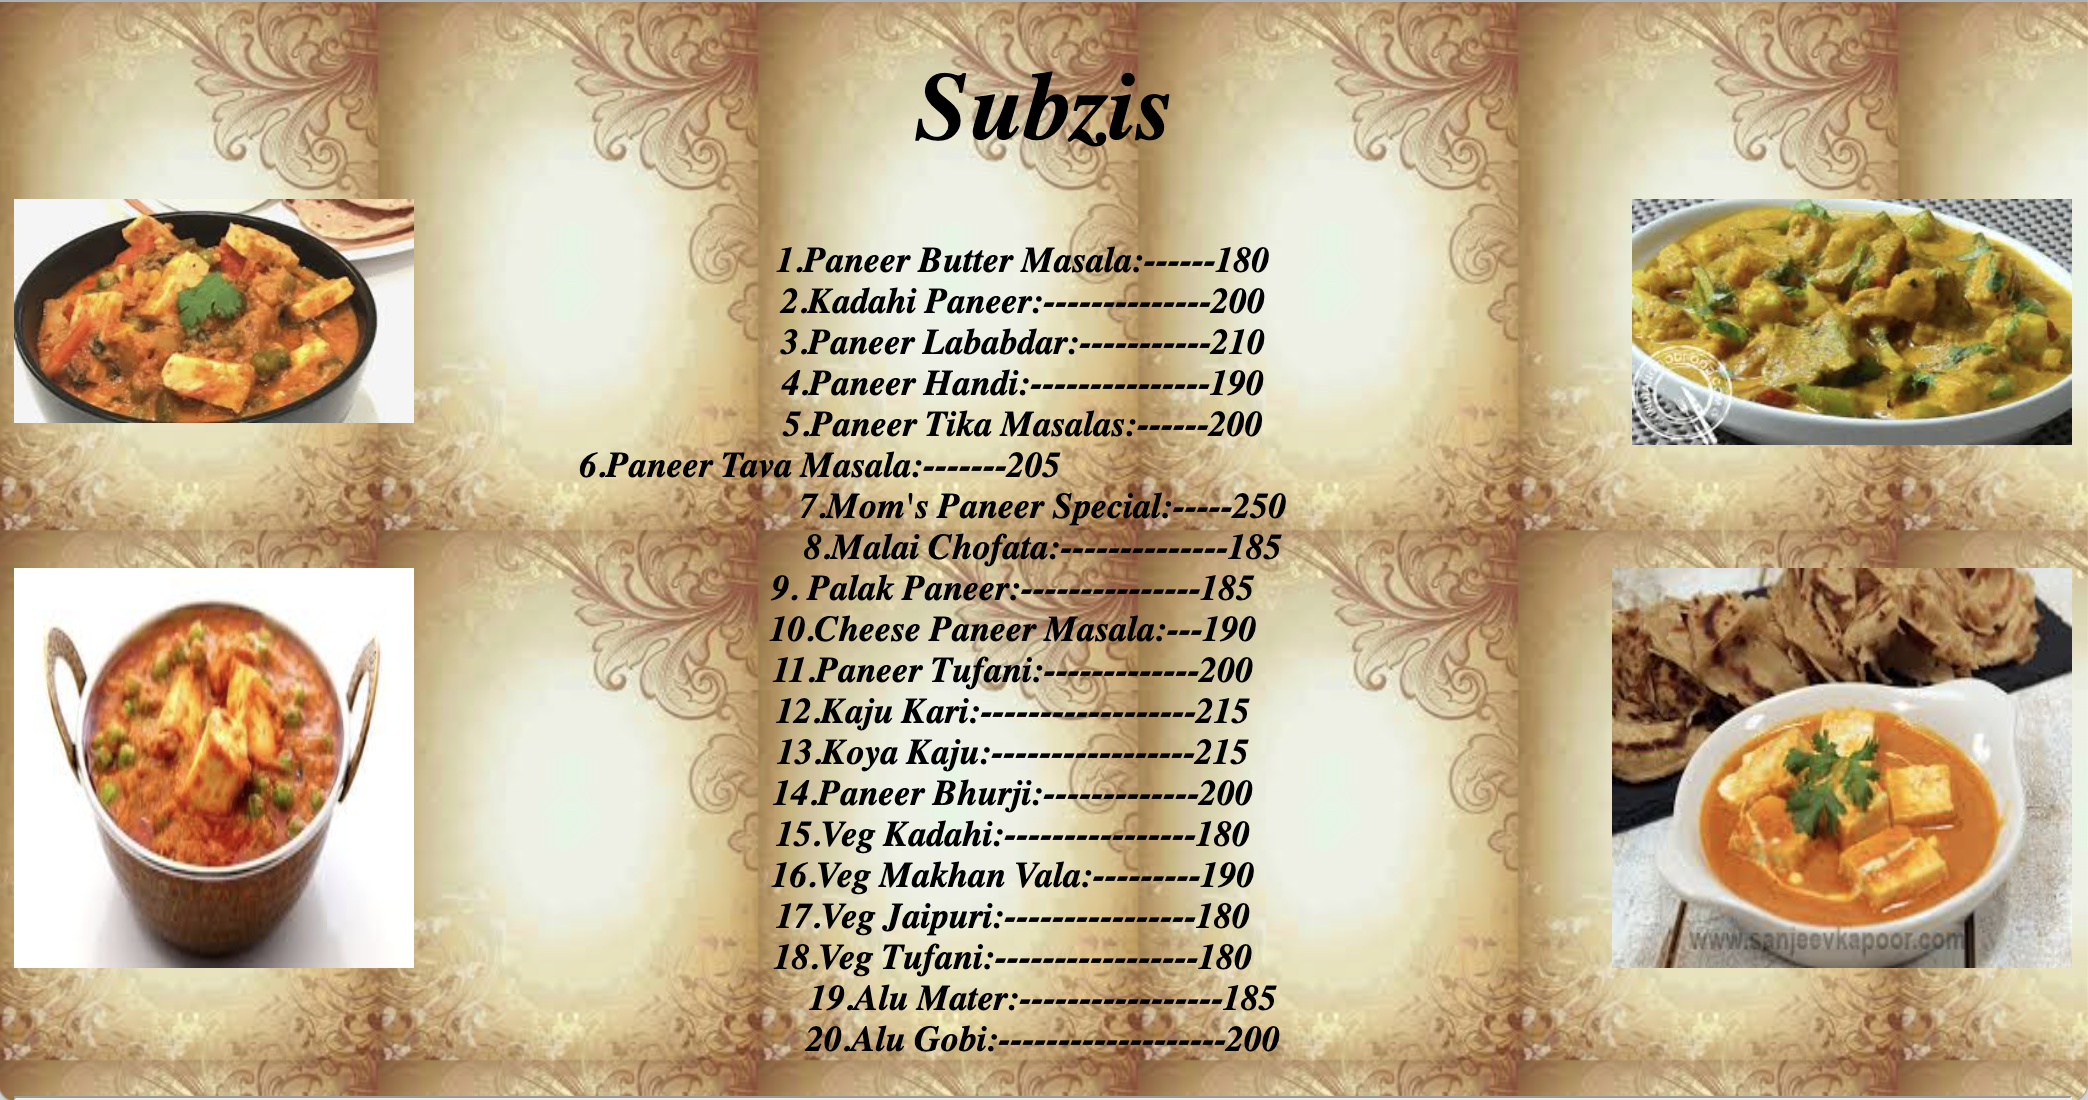 Subzis
1.Paneer Butter Masala:------180
2.Kadahi Paneer:--------------200
3.Paneer Lababdar:-----------210
4.Paneer Handi:---------------190
5.Paneer Tika Masalas:------200
6.Paneer Tava Masala:-------205
7.Mom's Paneer Special:-----250
8.Malai Chofata:--------------185
9. Palak Paneer:---------------185
10.Cheese Paneer Masala:---190
11.Paneer Tufani:-------------200
12.Kaju Kari:------------------215
13.Koya Kaju:-----------------215
14.Paneer Bhurji:-------------200
15.Veg Kadahi:----------------180
16.Veg Makhan Vala:---------190
17.Veg Jaipuri:----------------180
18.Veg Tufani:-----------------180
19.Alu Mater:-----------------185
20.Alu Gobi:-------------------200
www.sanjeevkapoor.com